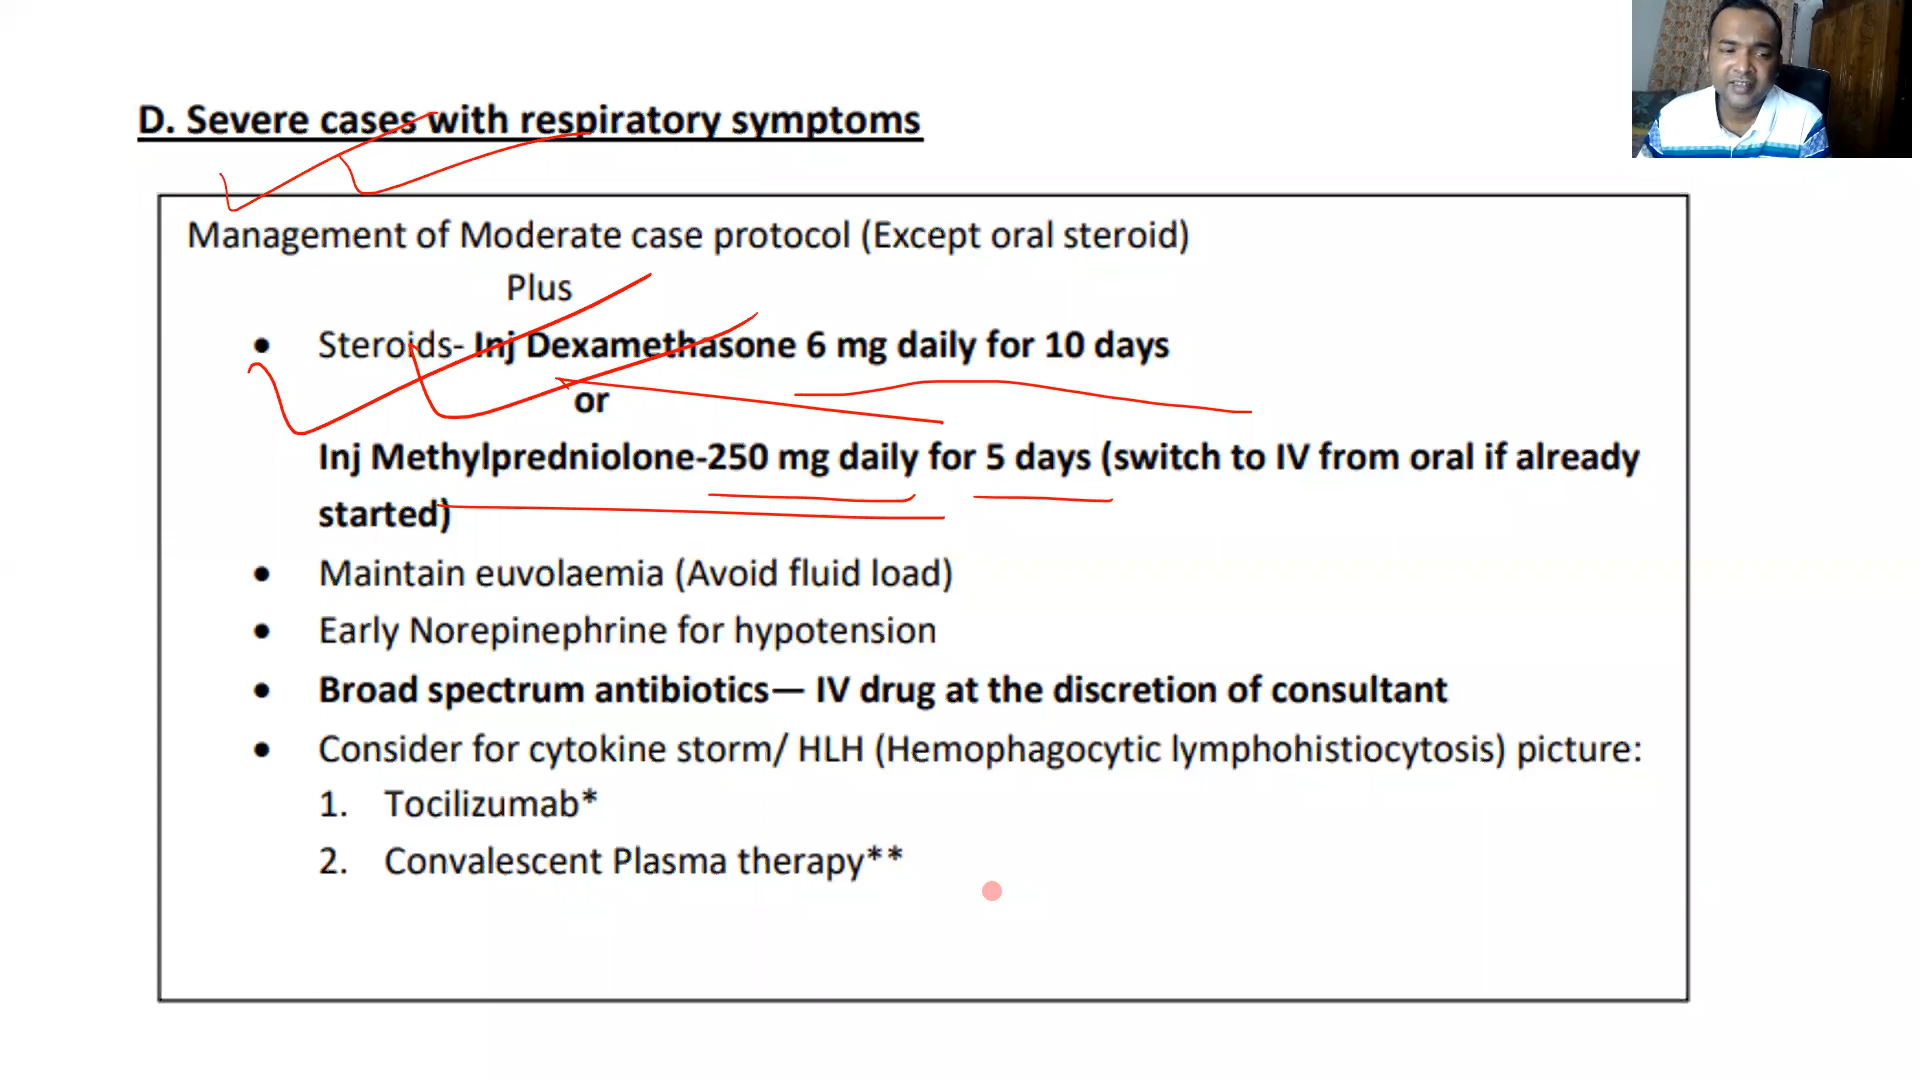 D. Severe cases with respiratory symptoms
Management of Moderate case protocol (Except oral steroid)
Plus
• Steroids- Inj Dexamethasone 6 mg daily for 10 days
or
Inj Methylpredniolone-250 mg daily for 5 days (switch to IV from oral if already
started)
• Maintain euvolaemia (Avoid fluid load)
• Early Norepinephrine for hypotension
• Broad spectrum antibiotics— IV drug at the discretion of consultant
• Consider for cytokine storm/ HLH (Hemophagocytic lymphohistiocytosis) picture:
1. Tocilizumab*
2. Convalescent Plasma therapy**